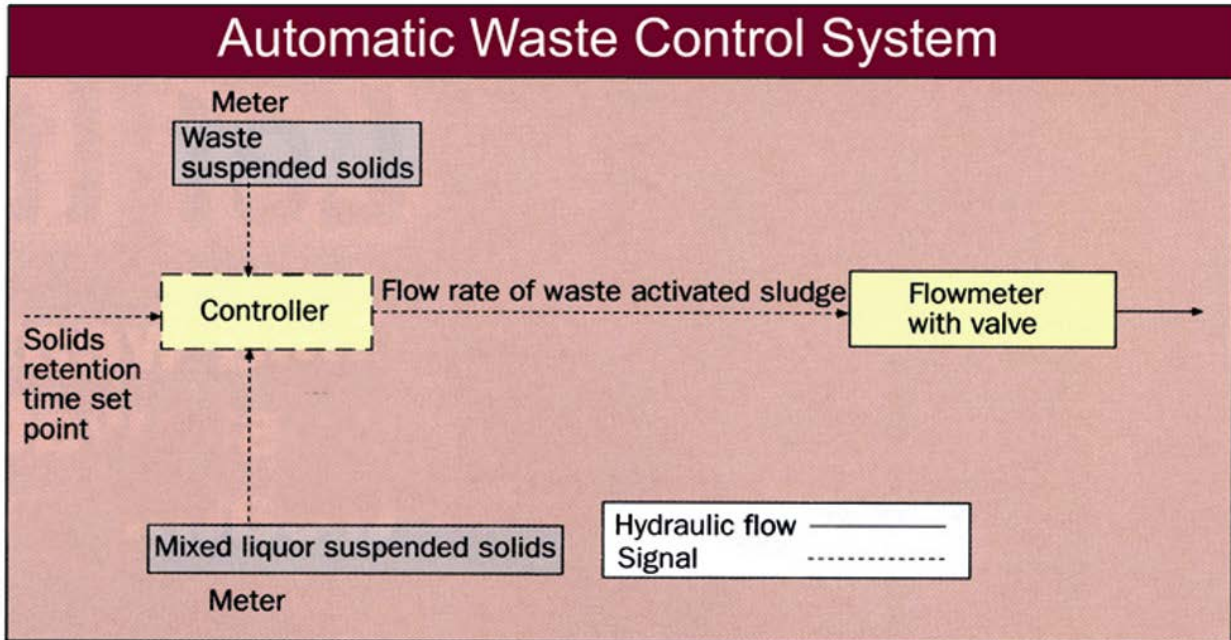 Automatic Waste Control System
Meter
Waste
suspended solids
Controller
Flow rate of waste activated sludge
Flowmeter
with valve
Solids
retention
time set
point
Mixed liquor suspended solids
Meter
Hydraulic flow
Signal